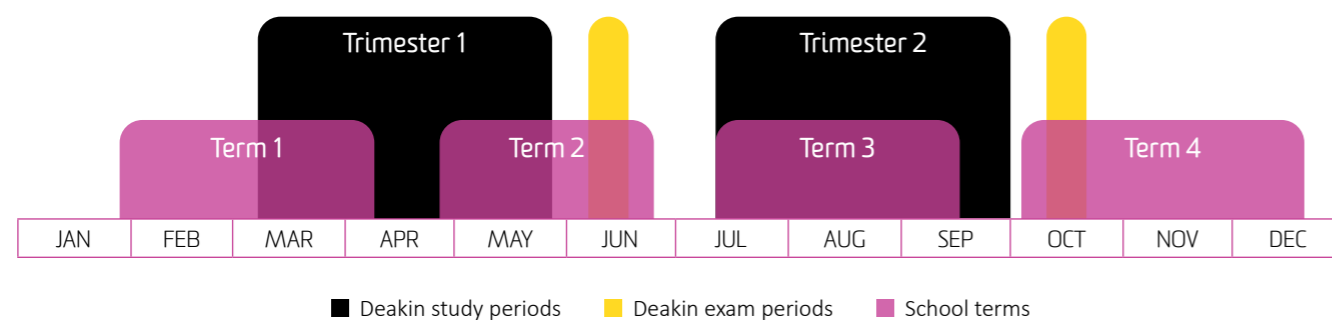 Trimester 1 Trimester 2
Term 1 Term 2 Term 3 Term 4
JAN FEB MAR APR MAY JUN JUL AUG SEP OCT NOV DEC
Deakin study periods Deakin exam periods School terms